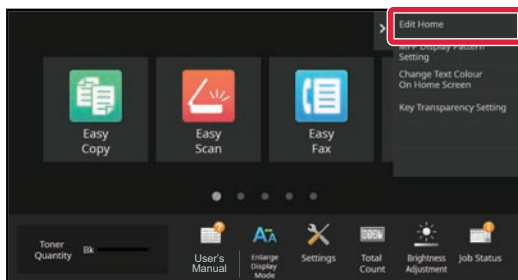 Edit Home
MFP Display Pattern
Setting
Change Text Colour
On Home Screen
Key Transparency Setting
Easy
Copy
Easy
Scan
Easy
Fax
Toner
Quantity
Bk
User's
Manual
Enlarge
Display
Mode
Settings
Total
Count
Brightness
Adjustment
Job Status